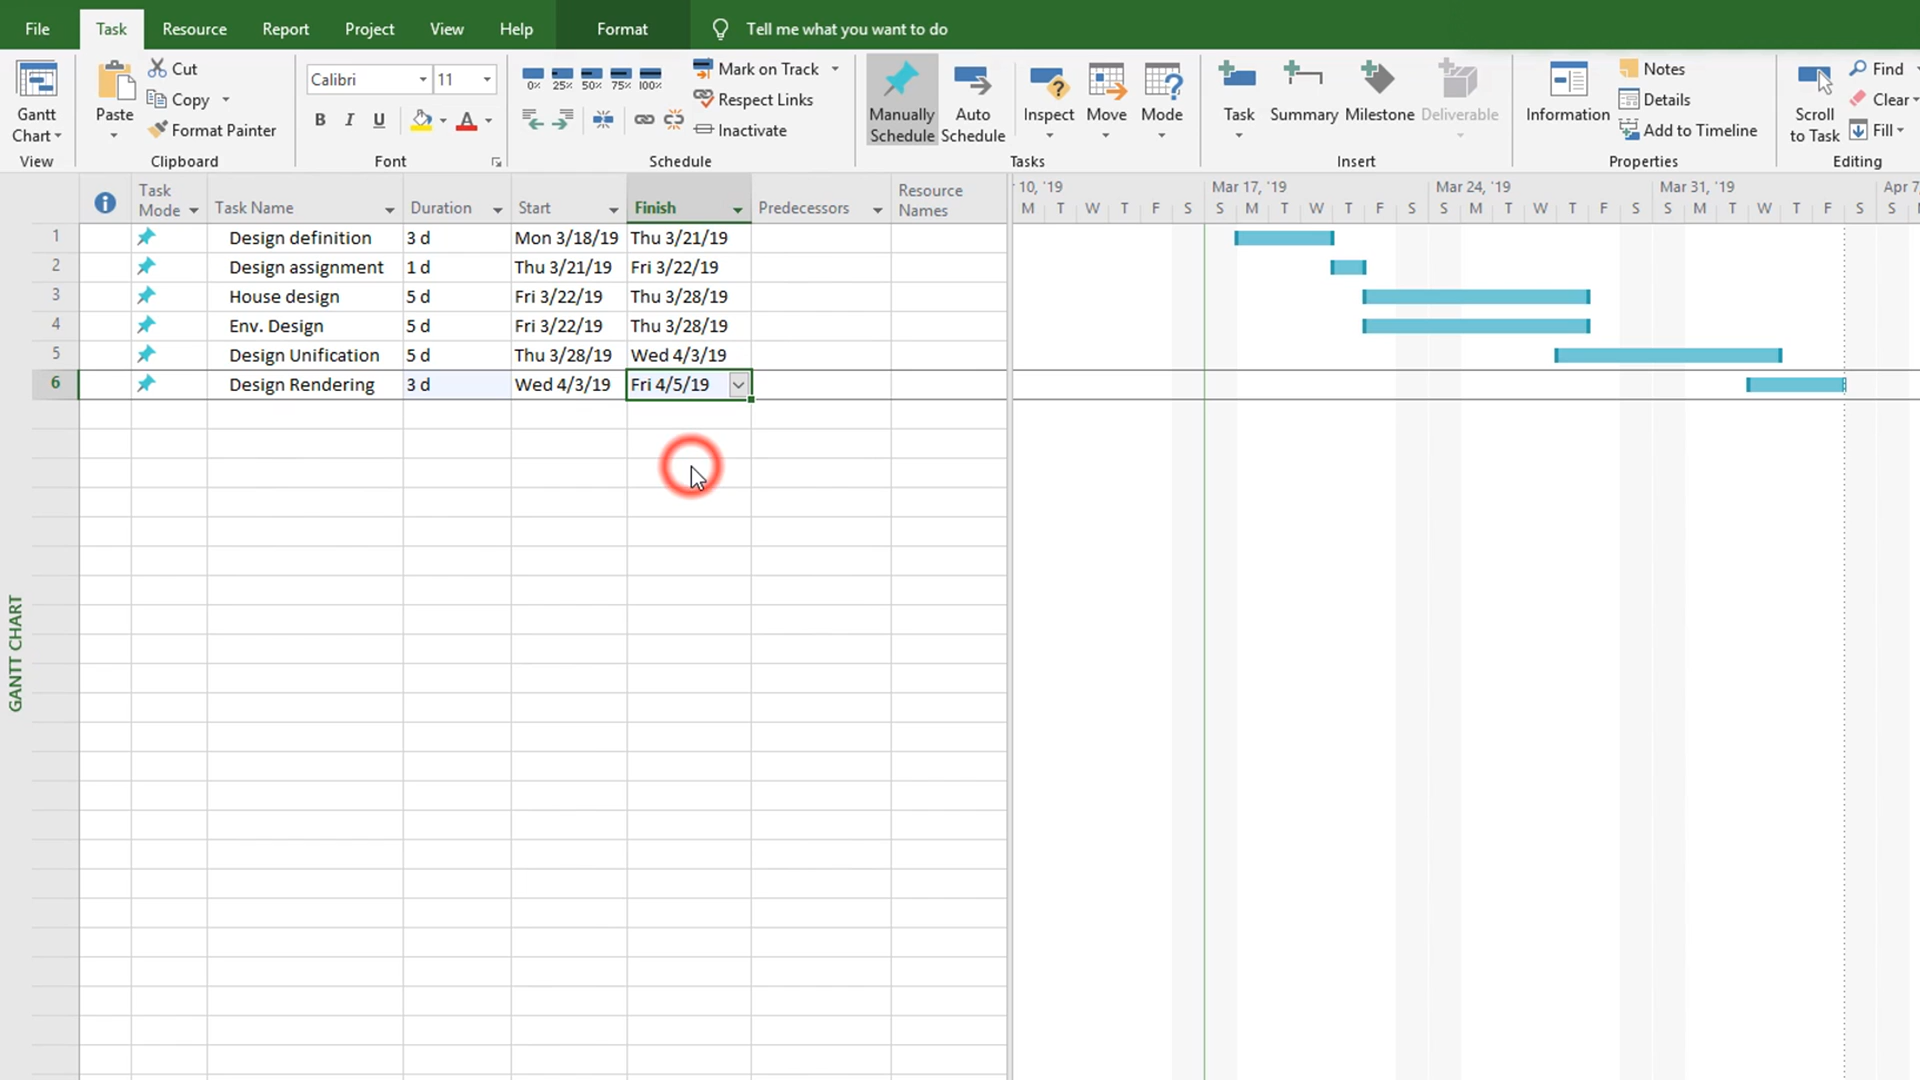 File Task Resource Report Project View Help Format Tell me what you want to do
Gantt Chart
View
Paste
Cut
Copy
Format Painter
Clipboard
Calibri 11
B I U A
Font
0% 25% 50% 75% 100%
Mark on Track
Respect Links
Inactivate
Schedule
Manually Schedule
Auto Schedule
Inspect
Move
Mode
Tasks
Task
Summary
Milestone
Deliverable
Insert
Information
Notes
Details
Add to Timeline
Properties
Scroll to Task
Find
Clear
Fill
Editing
Task Mode Task Name Duration Start Finish Predecessors Resource Names
10, '19 Mar 17, '19 Mar 24, '19 Mar 31, '19 Apr 7,
M T W T F S S M T W T F S S M T W T F S S M T W T F S S
1 Design definition 3 d Mon 3/18/19 Thu 3/21/19
2 Design assignment 1 d Thu 3/21/19 Fri 3/22/19
3 House design 5 d Fri 3/22/19 Thu 3/28/19
4 Env. Design 5 d Fri 3/22/19 Thu 3/28/19
5 Design Unification 5 d Thu 3/28/19 Wed 4/3/19
6 Design Rendering 3 d Wed 4/3/19 Fri 4/5/19
GANTT CHART